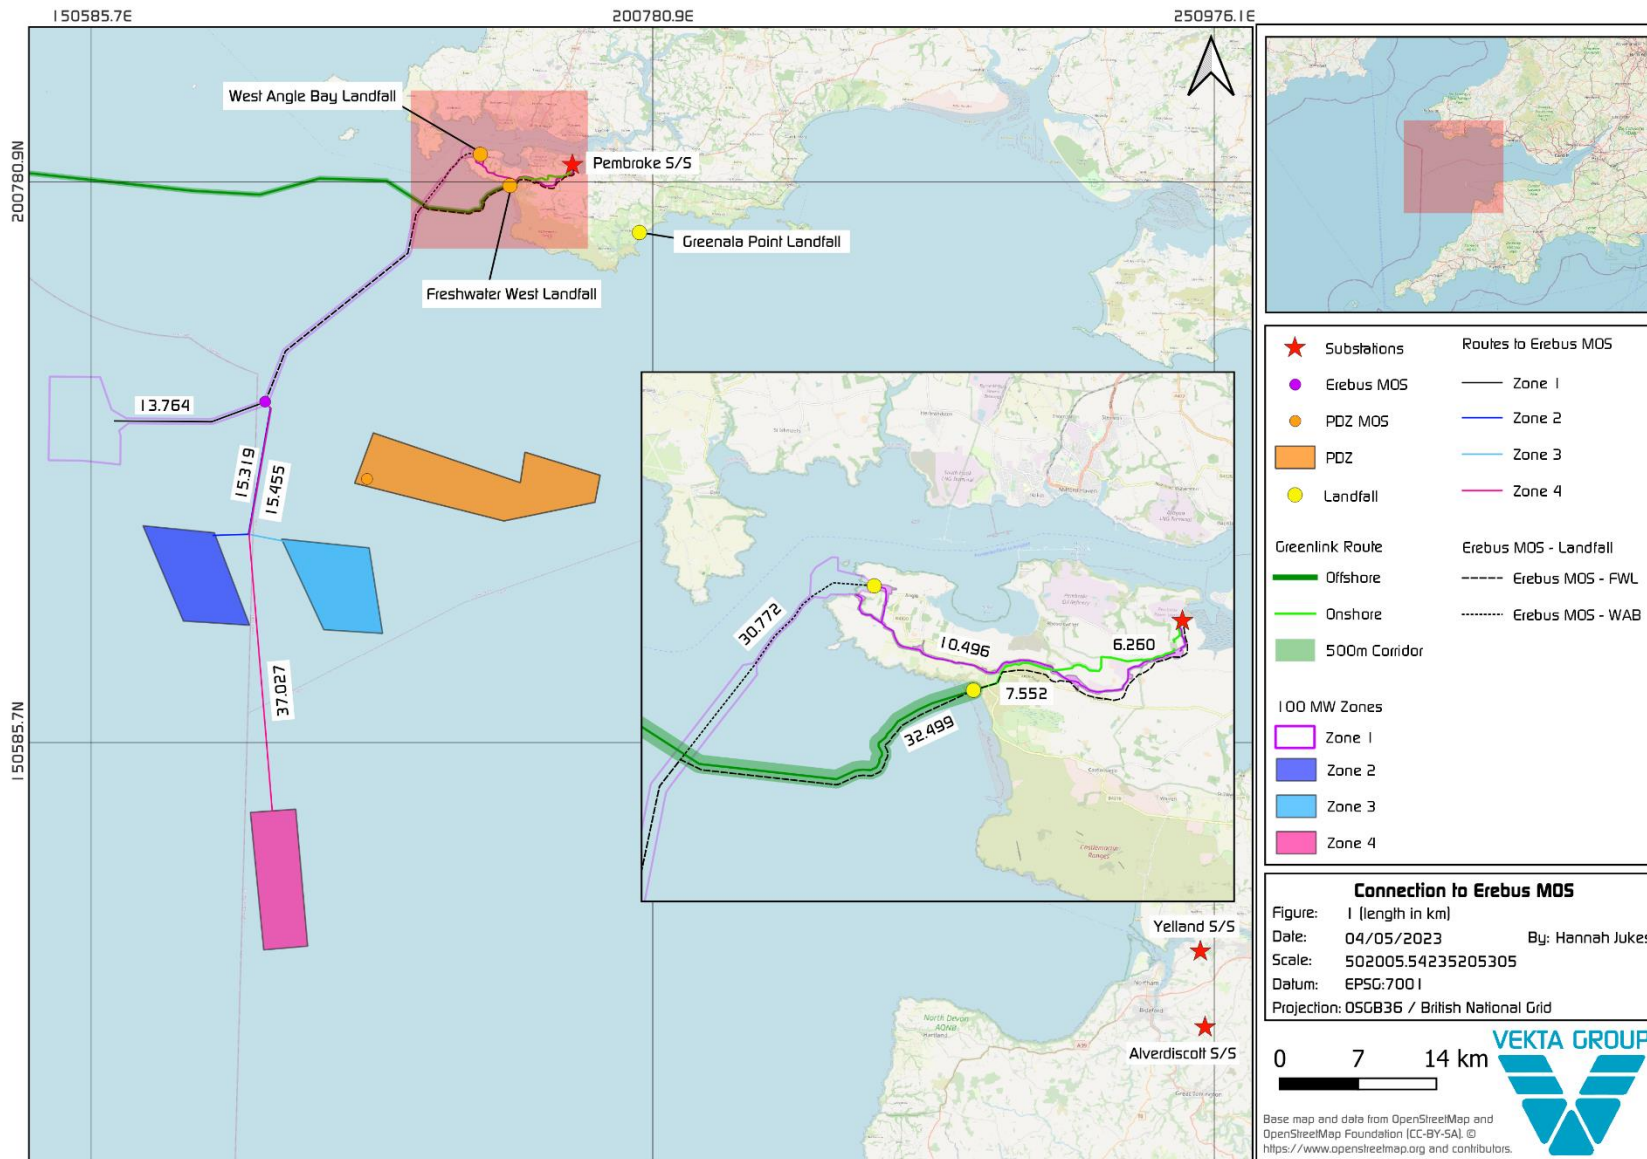 150585.7E
200780.9E
250976.1E
200780.9N
150585.7N
West Angle Bay Landfall
Pembroke S/S
Greenala Point Landfall
Freshwater West Landfall
13.764
15.319
15.455
37.027
30.772
10.496
6.260
7.552
32.499
Yelland S/S
Alverdiscott S/S
North Devon
Bideford
Substations
Erebus MOS
PDZ MOS
PDZ
Landfall
Greenlink Route
Offshore
Onshore
500m Corridor
100 MW Zones
Zone 1
Zone 2
Zone 3
Zone 4
Routes to Erebus MOS
Zone 1
Zone 2
Zone 3
Zone 4
Erebus MOS - Landfall
Erebus MOS - FWL
Erebus MOS - WAB
Connection to Erebus MOS
Figure: 1 (length in km)
Date: 04/05/2023 By: Hannah Jukes
Scale: 502005.54235205305
Datum: EPSG:7001
Projection: OSGB36 / British National Grid
0 7 14 km
VEKTA GROUP
Base map and data from OpenStreetMap and
OpenStreetMap Foundation (CC-BY-SA). ©
https://www.openstreetmap.org and contributors.